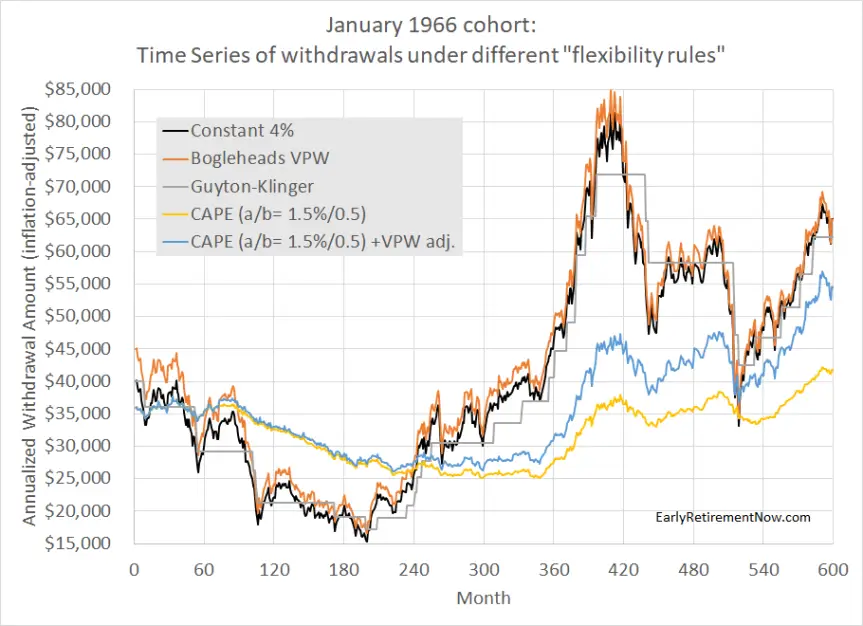 January 1966 cohort:
Time Series of withdrawals under different "flexibility rules"
Annualized Withdrawal Amount (inflation-adjusted)
$85,000
$80,000
$75,000
$70,000
$65,000
$60,000
$55,000
$50,000
$45,000
$40,000
$35,000
$30,000
$25,000
$20,000
$15,000
Constant 4%
Bogleheads VPW
Guyton-Klinger
CAPE (a/b= 1.5%/0.5)
CAPE (a/b= 1.5%/0.5) +VPW adj.
EarlyRetirementNow.com
0 60 120 180 240 300 360 420 480 540 600
Month